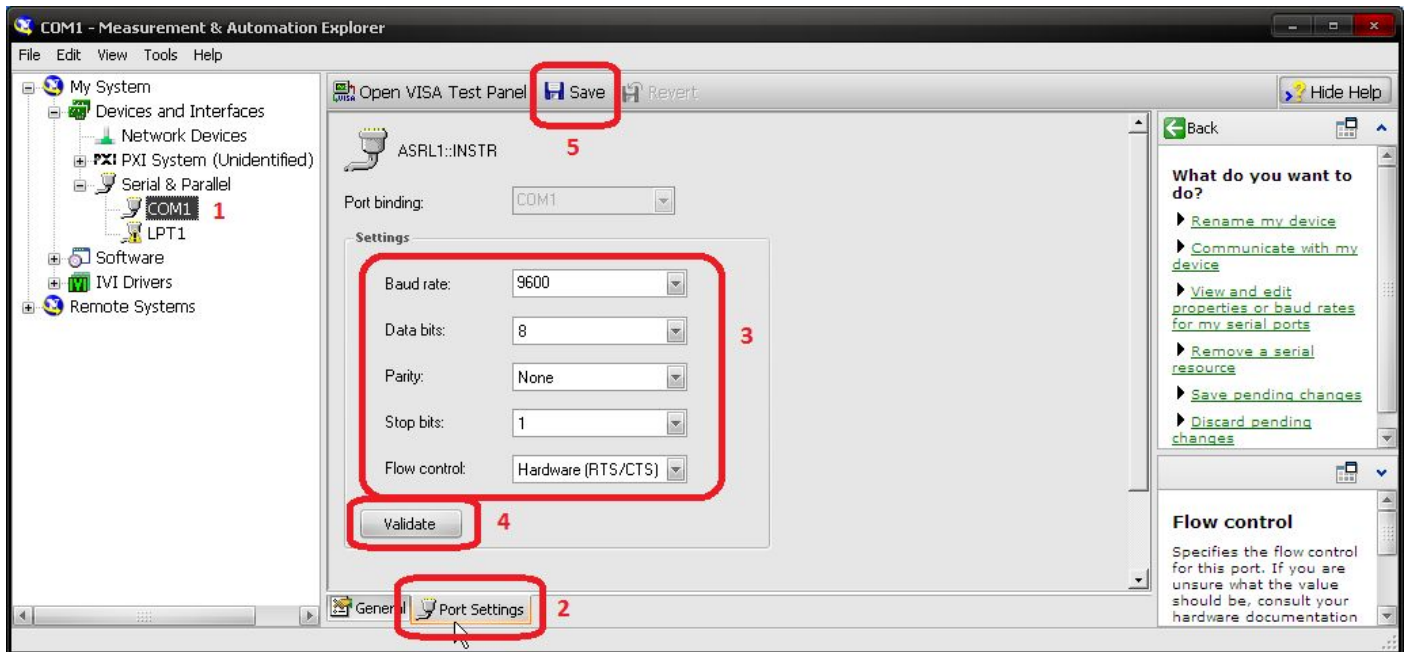 COM1 - Measurement & Automation Explorer
File Edit View Tools Help
My System
Devices and Interfaces
Network Devices
PXI PXI System (Unidentified)
Serial & Parallel
COM1 1
LPT1
Software
IVI IVI Drivers
Remote Systems
VISA Open VISA Test Panel Save Revert
5
ASRL1::INSTR
Port binding: COM1
Settings
Baud rate: 9600
Data bits: 8
3
Parity: None
Stop bits: 1
Flow control: Hardware (RTS/CTS)
Validate 4
General Port Settings 2
Hide Help
Back
What do you want to
do?
Rename my device
Communicate with my
device
View and edit
properties or baud rates
for my serial ports
Remove a serial
resource
Save pending changes
Discard pending
changes
Flow control
Specifies the flow control
for this port. If you are
unsure what the value
should be, consult your
hardware documentation